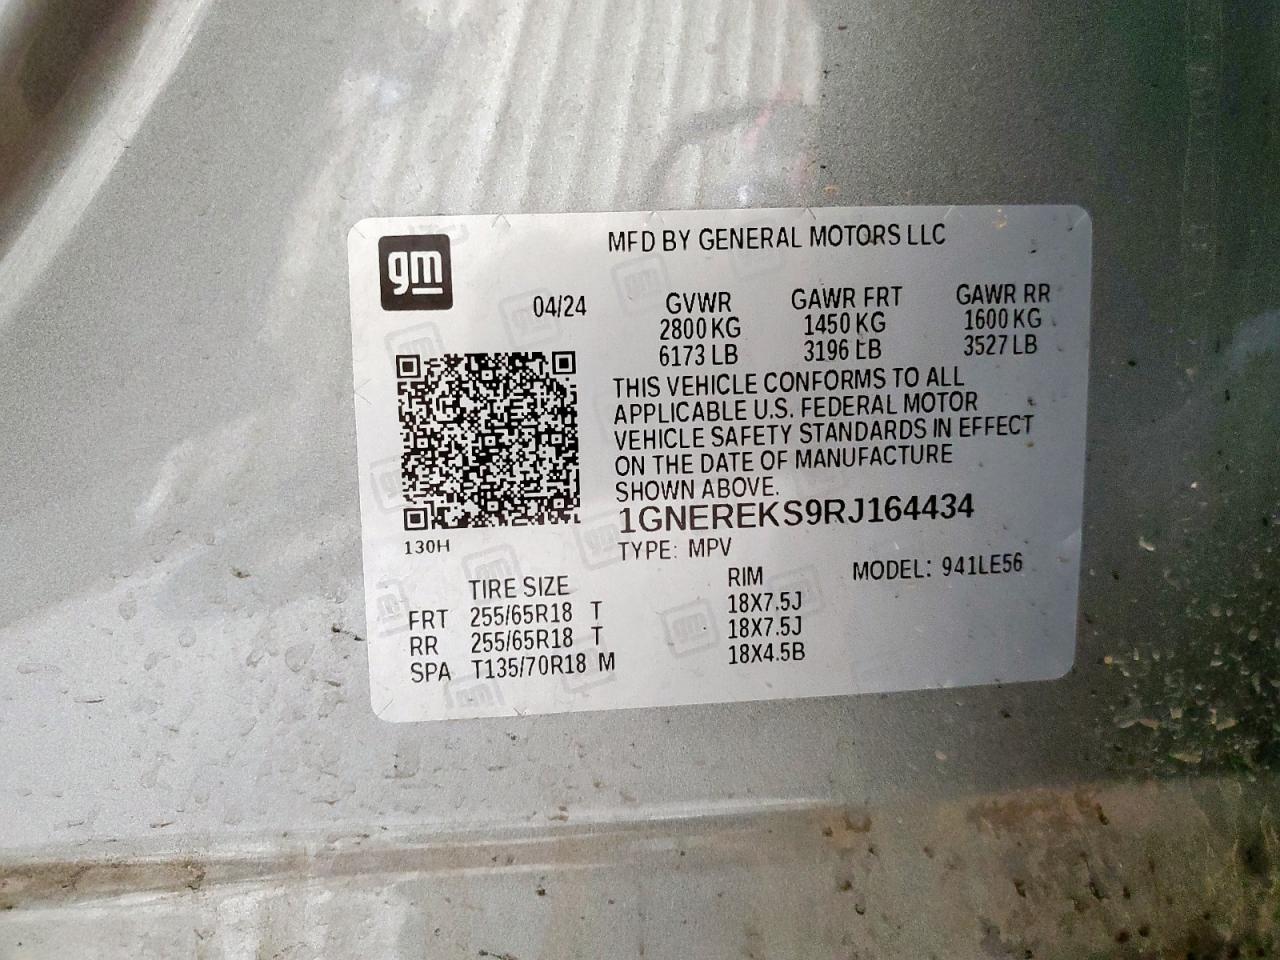 gm
MFD BY GENERAL MOTORS LLC
04/24
GVWR GAWR FRT GAWR RR
2800 KG 1450 KG 1600 KG
6173 LB 3196 LB 3527 LB
THIS VEHICLE CONFORMS TO ALL
APPLICABLE U.S. FEDERAL MOTOR
VEHICLE SAFETY STANDARDS IN EFFECT
ON THE DATE OF MANUFACTURE
SHOWN ABOVE.
1GNEREKS9RJ164434
130H
TYPE: MPV
MODEL: 941LE56
TIRE SIZE RIM
FRT 255/65R18 T 18X7.5J
RR 255/65R18 T 18X7.5J
SPA T135/70R18 M 18X4.5B